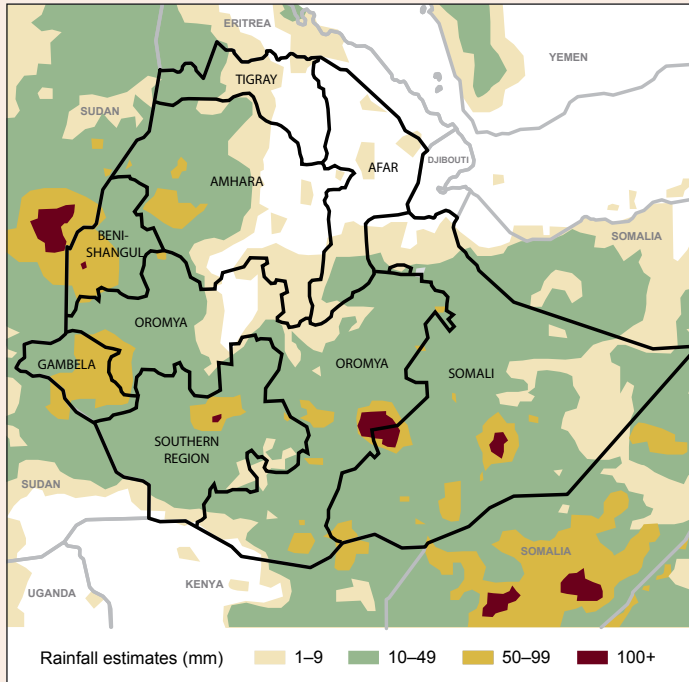 ERITREA
YEMEN
TIGRAY
SUDAN
AFAR
DJIBOUTI
AMHARA
BENI-
SHANGUL
SOMALIA
OROMYA
GAMBELA
OROMYA
SOMALI
SOUTHERN
REGION
SUDAN
SOMALIA
UGANDA
KENYA
Rainfall estimates (mm) 1–9 10–49 50–99 100+